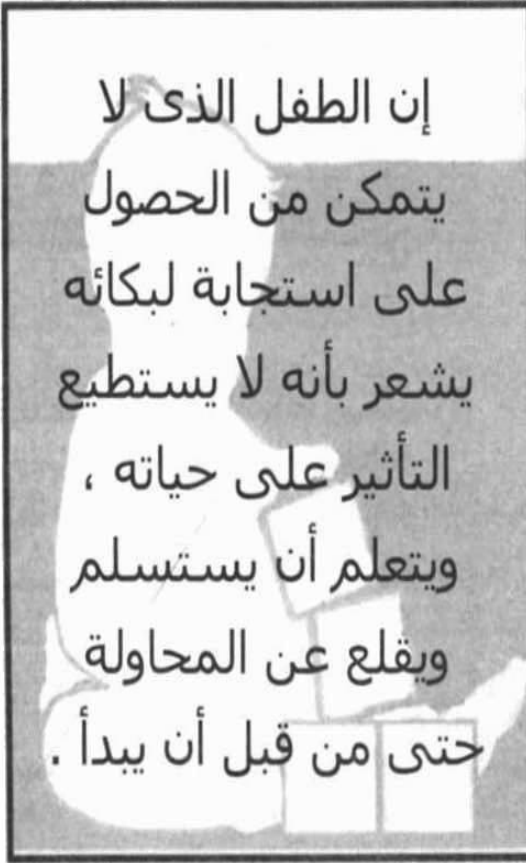 إن الطفل الذى لا
يتمكن من الحصول
على استجابة لبكائه
يشعر بأنه لا يستطيع
التأثير على حياته ،
ويتعلم أن يستسلم
ويقلع عن المحاولة
حتى من قبل أن يبدأ .